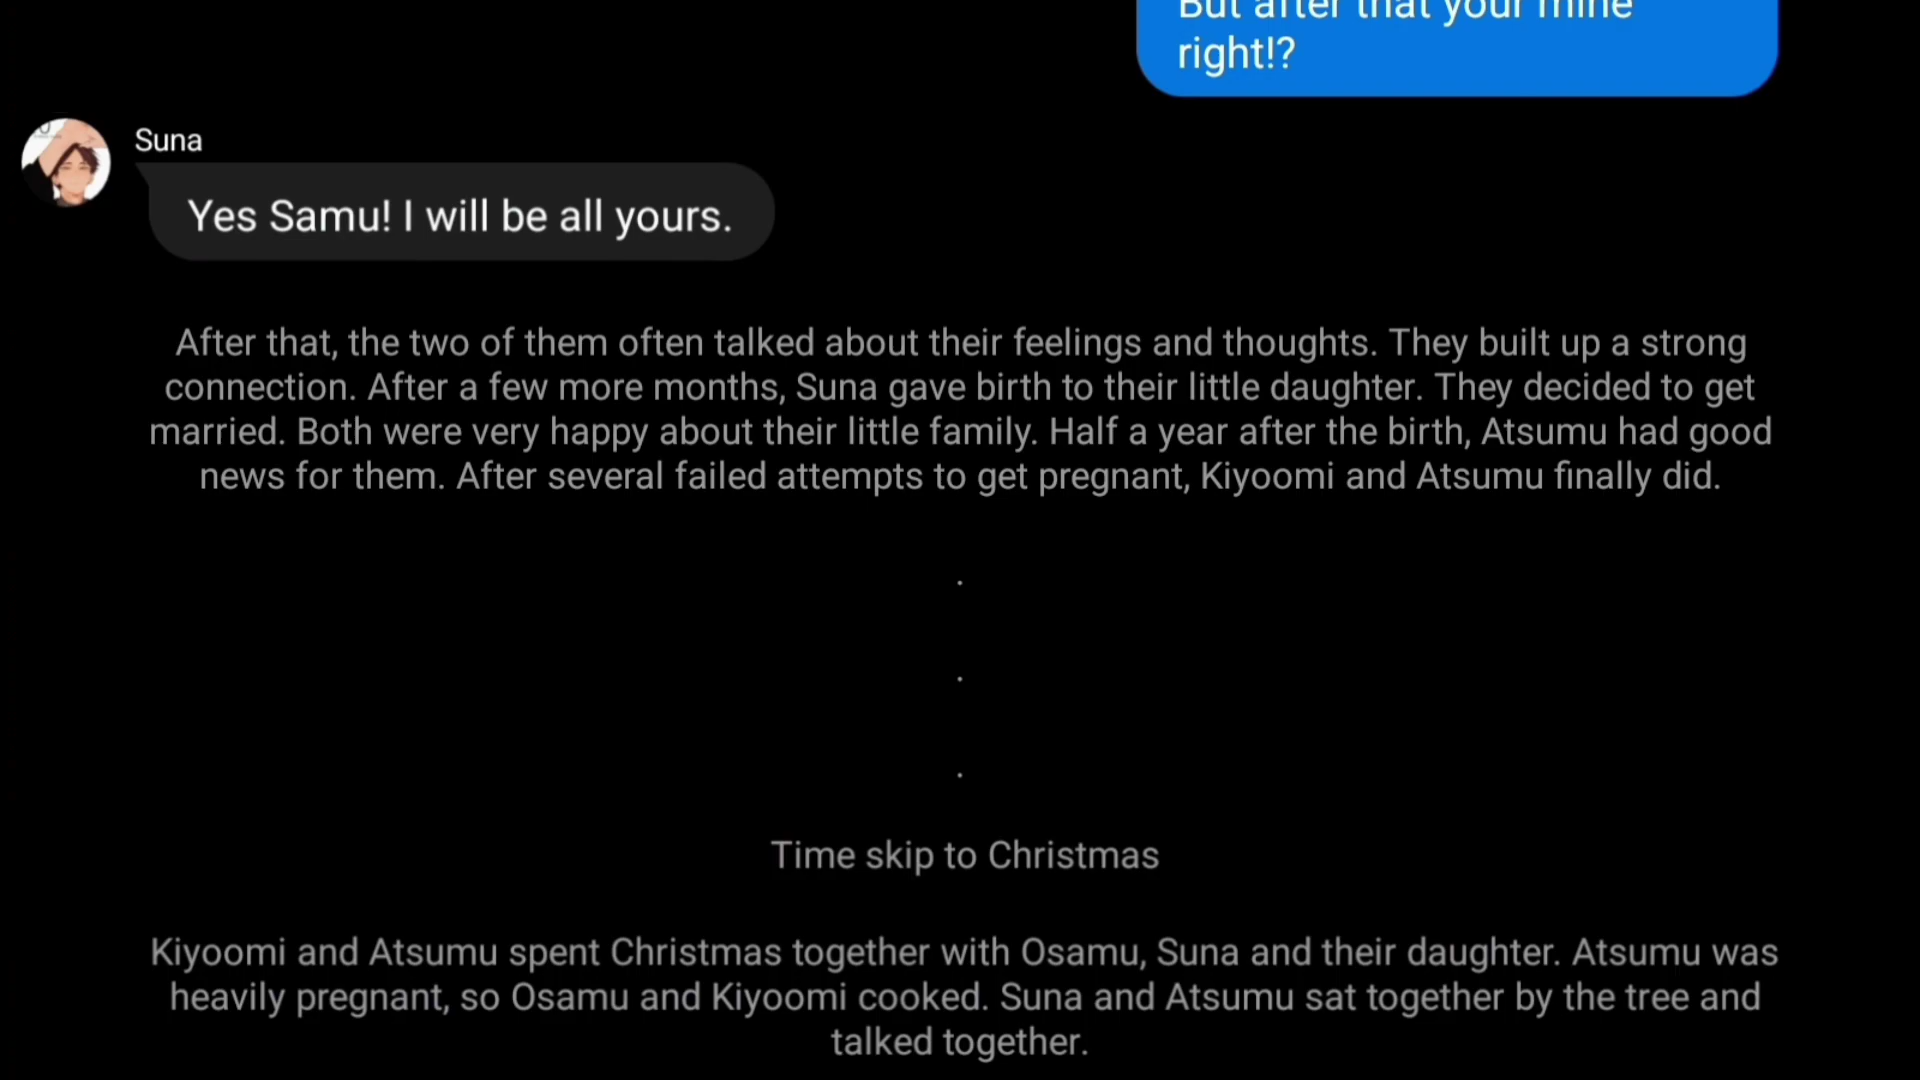 But after that your mine
right!?
Suna
Yes Samu! I will be all yours.
After that, the two of them often talked about their feelings and thoughts. They built up a strong
connection. After a few more months, Suna gave birth to their little daughter. They decided to get
married. Both were very happy about their little family. Half a year after the birth, Atsumu had good
news for them. After several failed attempts to get pregnant, Kiyoomi and Atsumu finally did.
.
.
.
Time skip to Christmas
Kiyoomi and Atsumu spent Christmas together with Osamu, Suna and their daughter. Atsumu was
heavily pregnant, so Osamu and Kiyoomi cooked. Suna and Atsumu sat together by the tree and
talked together.